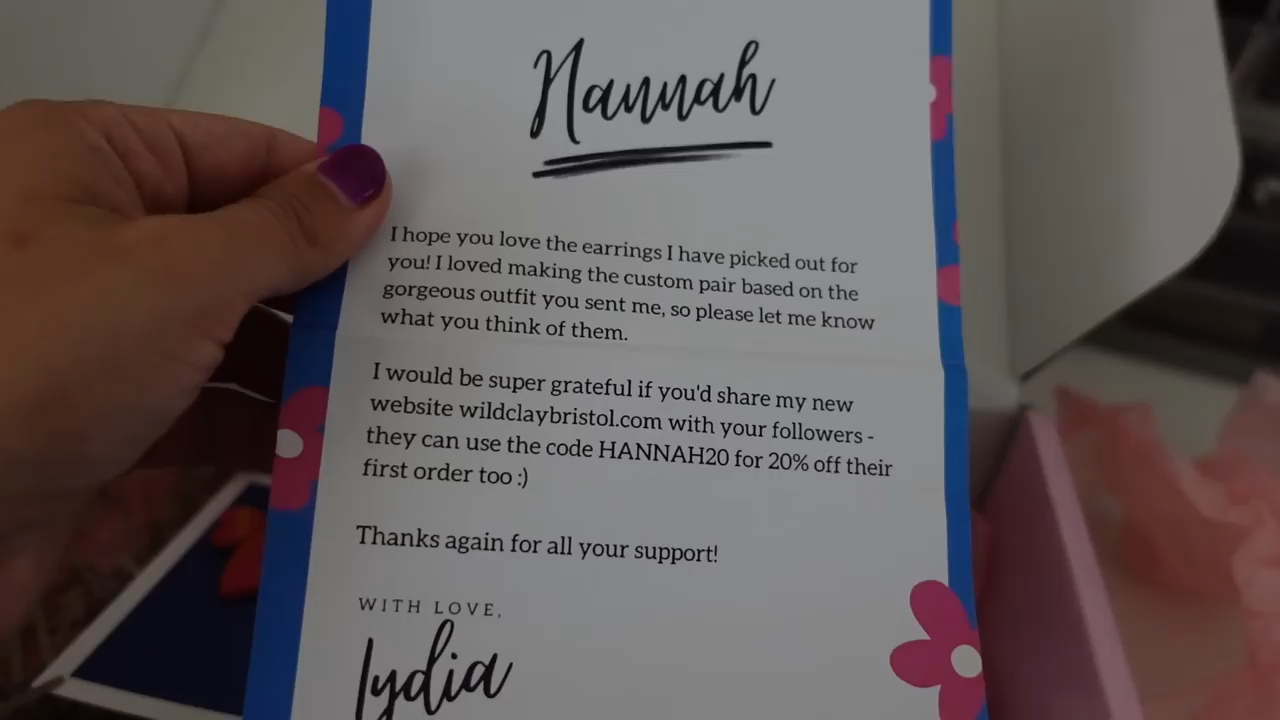 Hannah
I hope you love the earrings I have picked out for
you! I loved making the custom pair based on the
gorgeous outfit you sent me, so please let me know
what you think of them.
I would be super grateful if you'd share my new
website wildclaybristol.com with your followers -
they can use the code HANNAH20 for 20% off their
first order too :)
Thanks again for all your support!
WITH LOVE,
Lydia